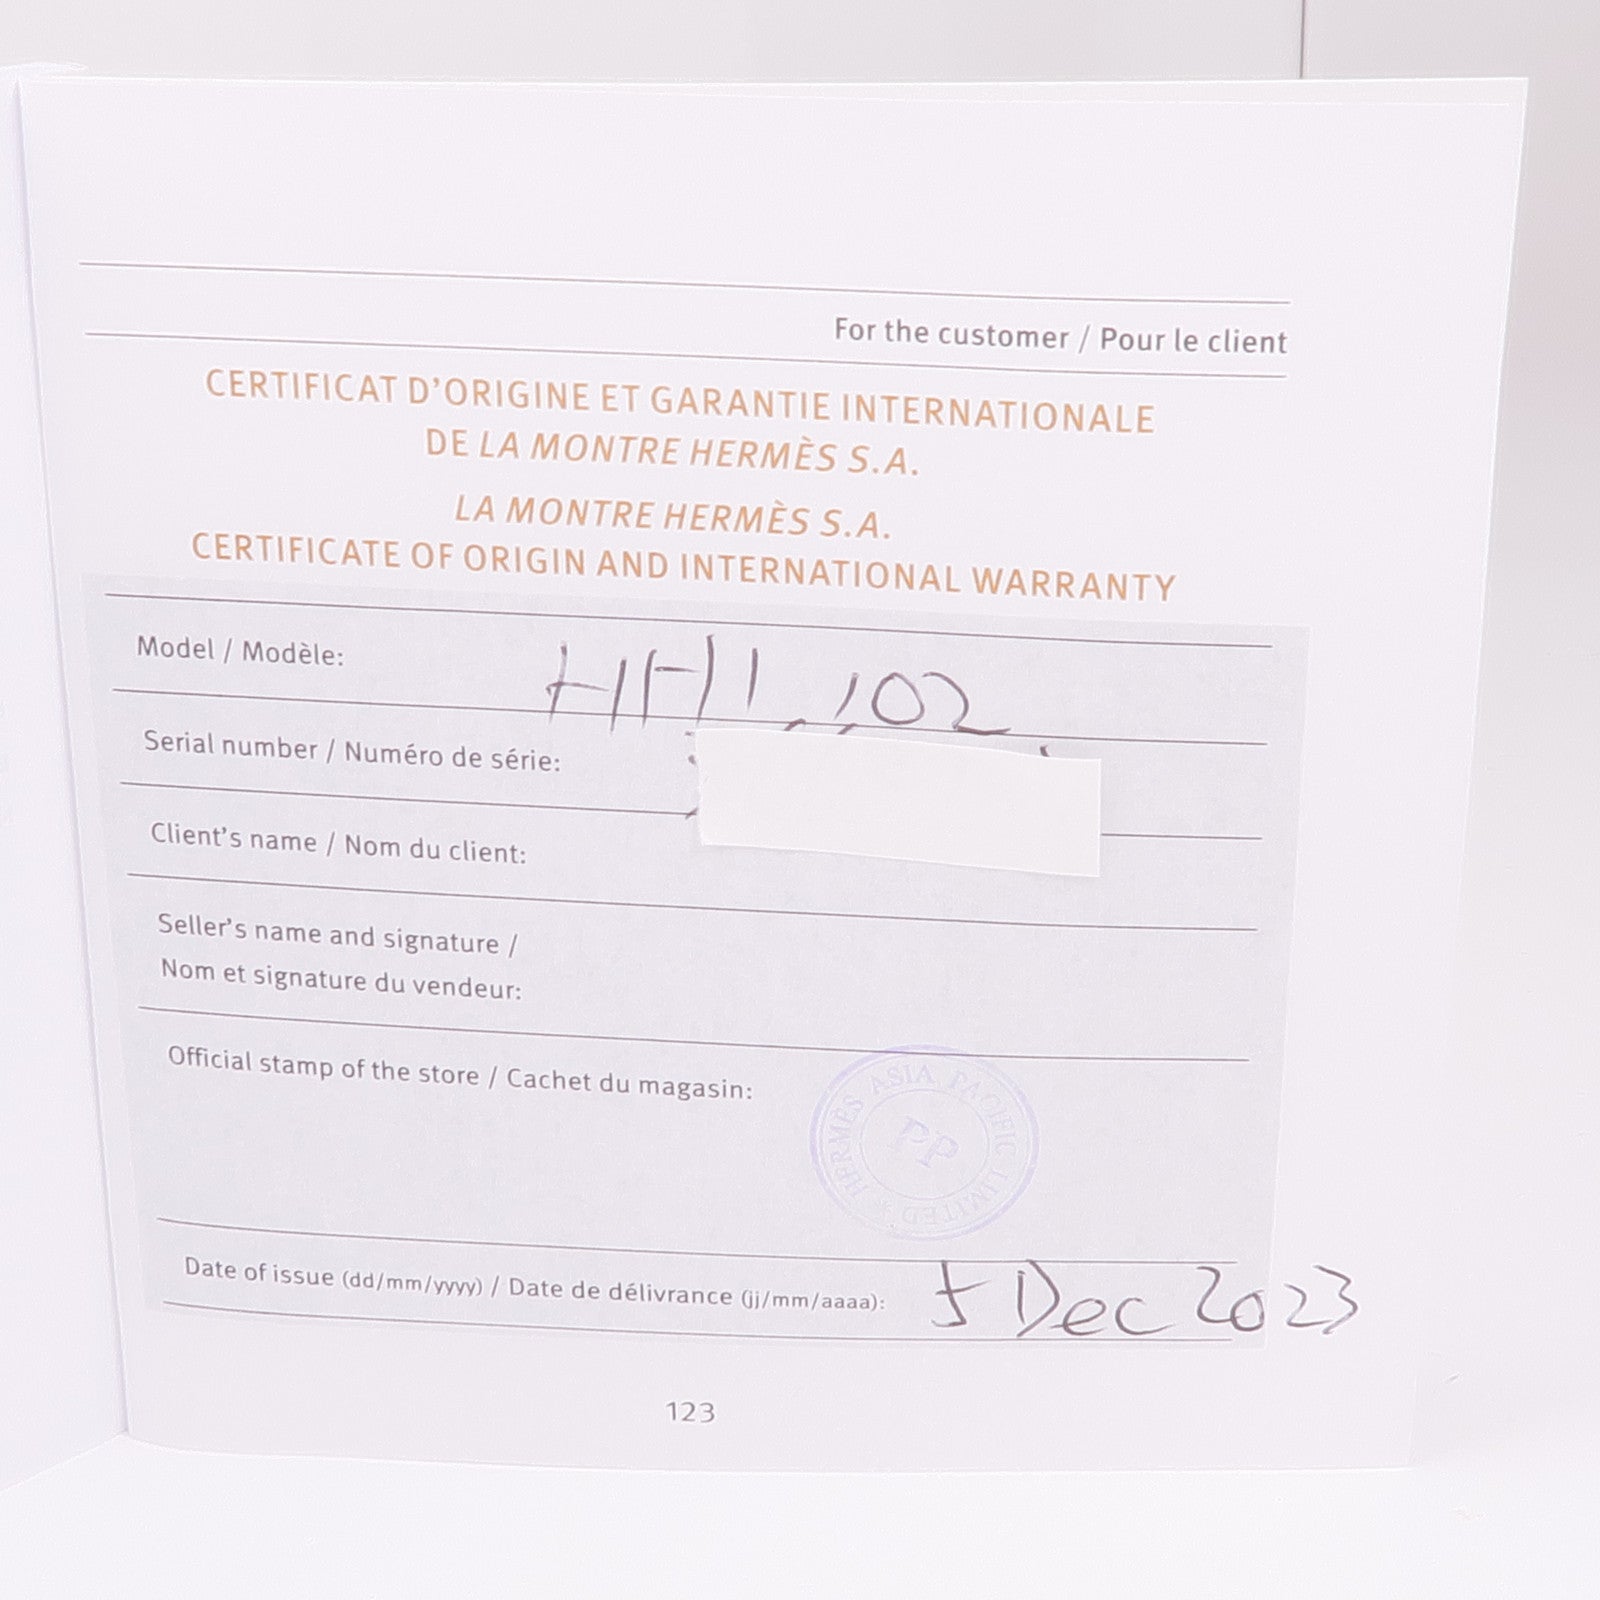 For the customer / Pour le client
CERTIFICAT D'ORIGINE ET GARANTIE INTERNATIONALE
DE LA MONTRE HERMÈS S.A.
LA MONTRE HERMÈS S.A.
CERTIFICATE OF ORIGIN AND INTERNATIONAL WARRANTY
Model / Modèle: HH1.102
Serial number / Numéro de série:
Client's name / Nom du client:
Seller's name and signature /
Nom et signature du vendeur:
Official stamp of the store / Cachet du magasin:
HERMÈS ASIA PACIFIC LIMITED
PP
Date of issue (dd/mm/yyyy) / Date de délivrance (jj/mm/aaaa): 5 Dec 2023
123